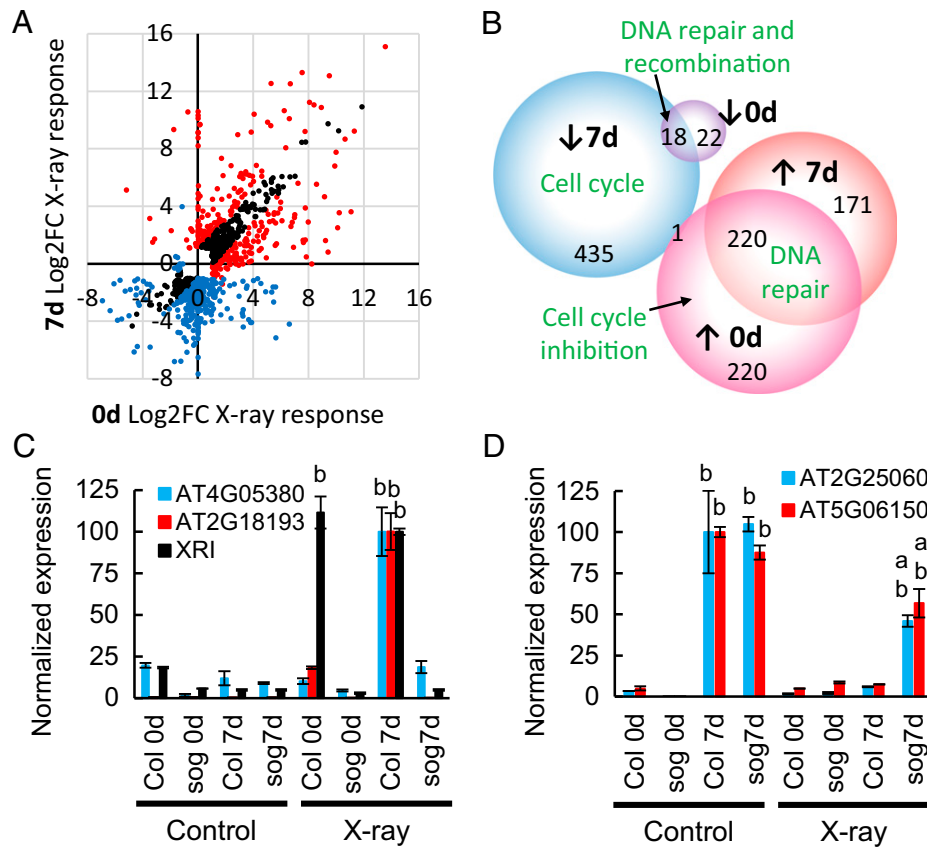 A
16
12
8
4
0
-4
-8
-8
-4
0
4
8
12
16
7d Log2FC X-ray response
0d Log2FC X-ray response
B
DNA repair and
recombination
↓7d
18
22
↓0d
Cell cycle
↑ 7d
171
1
220
DNA
repair
435
Cell cycle
inhibition
↑ 0d
220
C
Normalized expression
125
100
75
50
25
0
AT4G05380
AT2G18193
XRI
b
b
b
Col 0d
sog 0d
Col 7d
sog7d
Col 0d
sog 0d
Col 7d
sog7d
Control
X-ray
D
Normalized expression
125
100
75
50
25
0
AT2G25060
AT5G06150
b
b
b
b
a
b
a
b
Col 0d
sog 0d
Col 7d
sog7d
Col 0d
sog 0d
Col 7d
sog 7d
Control
X-ray